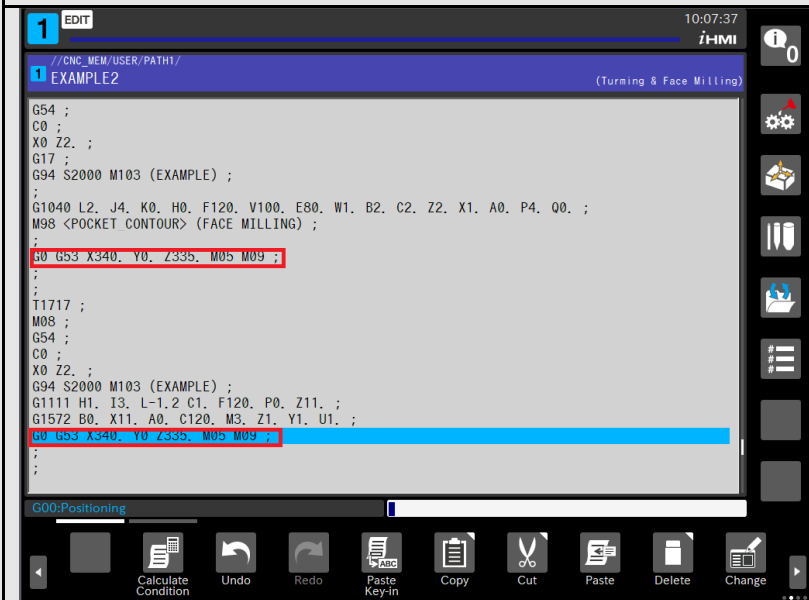 1 EDIT 10:07:37
iHMI
//CNC_MEM/USER/PATH1/
1 EXAMPLE2 (Turming & Face Milling)
G54 ;
C0 ;
X0 Z2. ;
G17 ;
G94 S2000 M103 (EXAMPLE) ;
;
G1040 L2. J4. K0. H0. F120. V100. E80. W1. B2. C2. Z2. X1. A0. P4. Q0. ;
M98 <POCKET_CONTOUR> (FACE MILLING) ;
;
G0 G53 X340. Y0. Z335. M05 M09 ;
;
;
T1717 ;
M08 ;
G54 ;
C0 ;
X0 Z2. ;
G94 S2000 M103 (EXAMPLE) ;
G1111 H1. I3. L-1.2 C1. F120. P0. Z11. ;
G1572 B0. X11. A0. C120. M3. Z1. Y1. U1. ;
G0 G53 X340. Y0 Z335. M05 M09 ;
;
;
G00:Positioning
i 0
#
#
#
ABC
Calculate Condition
Undo
Redo
Paste Key-in
Copy
Cut
Paste
Delete
Change